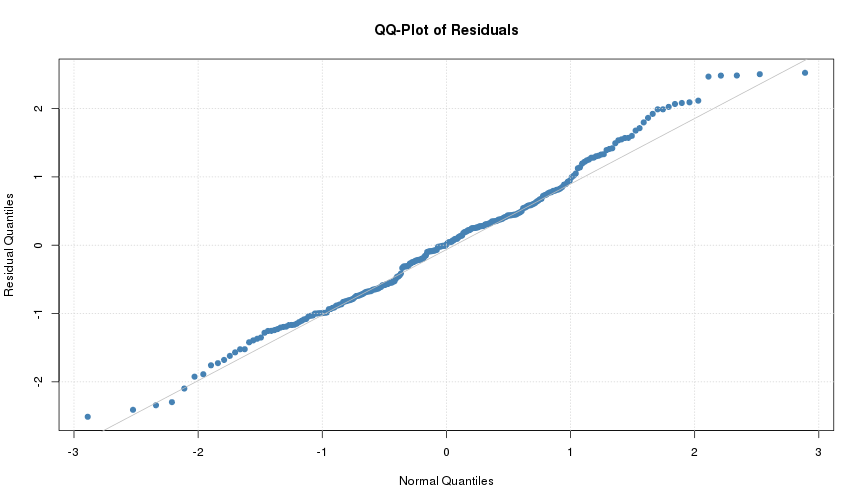 QQ-Plot of Residuals
Residual Quantiles
2
1
0
-1
-2
-3 -2 -1 0 1 2 3
Normal Quantiles